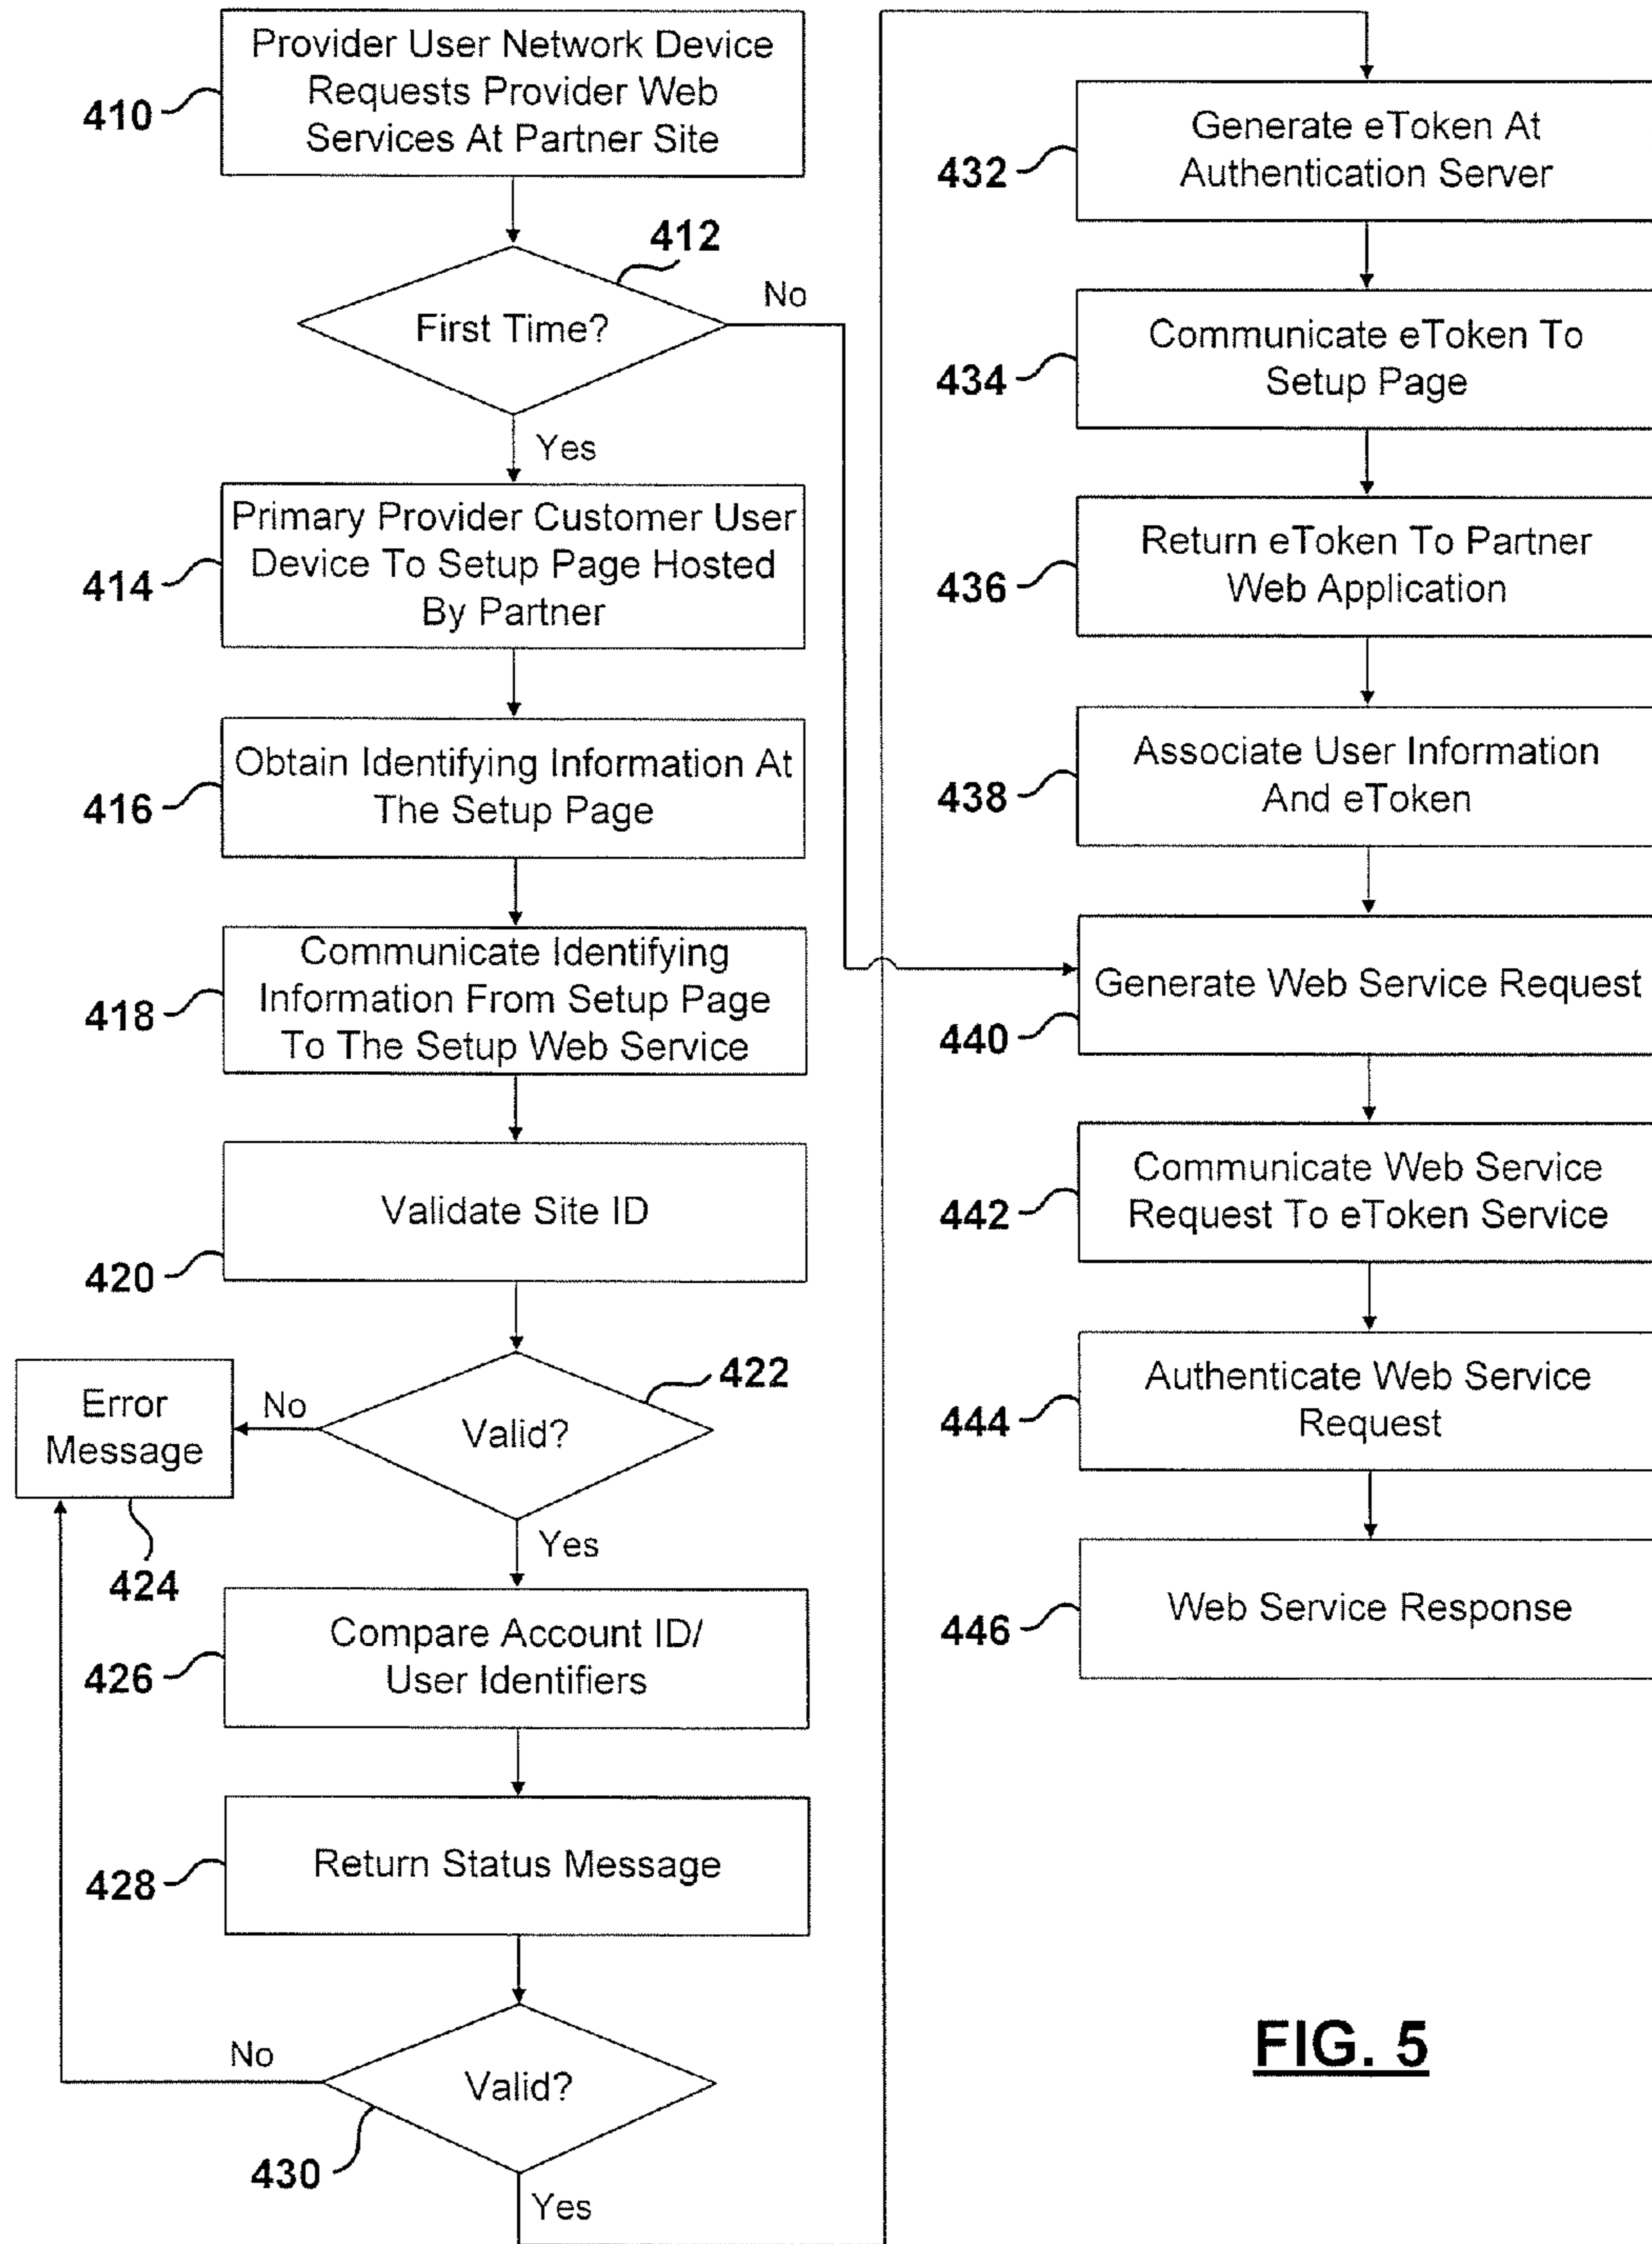 Provider User Network Device
Requests Provider Web
Services At Partner Site
410
412
First Time?
No
Yes
Primary Provider Customer User
Device To Setup Page Hosted
By Partner
414
Obtain Identifying Information At
The Setup Page
416
Communicate Identifying
Information From Setup Page
To The Setup Web Service
418
Validate Site ID
420
422
Valid?
No
Error
Message
424
Yes
Compare Account ID/
User Identifiers
426
Return Status Message
428
Valid?
No
430
Yes
Generate eToken At
Authentication Server
432
Communicate eToken To
Setup Page
434
Return eToken To Partner
Web Application
436
Associate User Information
And eToken
438
Generate Web Service Request
440
Communicate Web Service
Request To eToken Service
442
Authenticate Web Service
Request
444
Web Service Response
446
FIG. 5